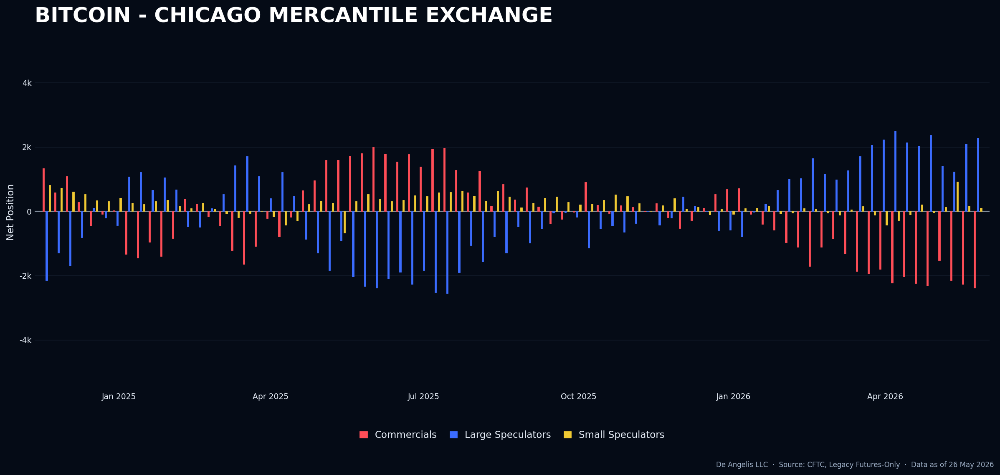 BITCOIN - CHICAGO MERCANTILE EXCHANGE
Net Position
4k
2k
0
-2k
-4k
Jan 2025
Apr 2025
Jul 2025
Oct 2025
Jan 2026
Apr 2026
Commercials
Large Speculators
Small Speculators
De Angelis LLC · Source: CFTC, Legacy Futures-Only · Data as of 26 May 2026